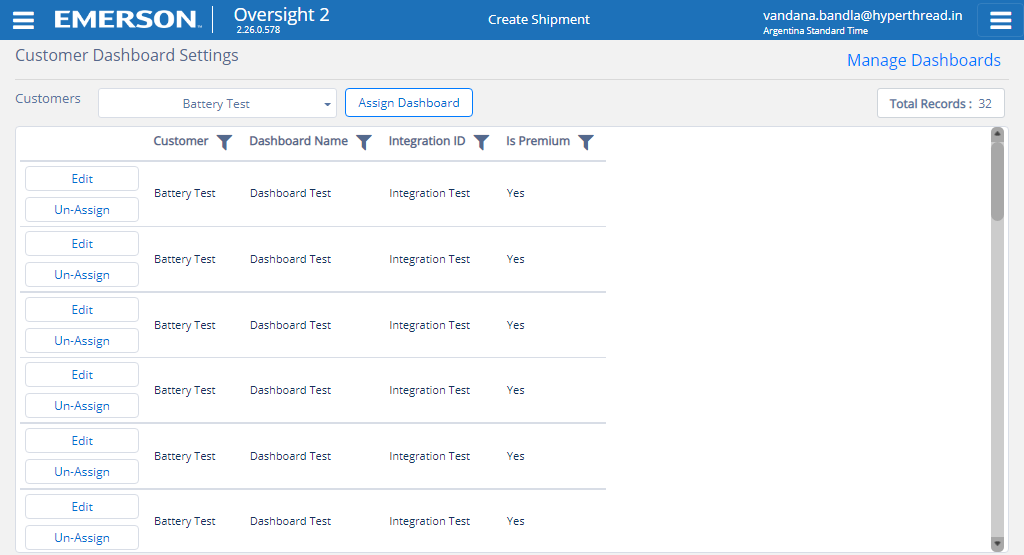 EMERSON
Oversight 2
2.26.0.578
Create Shipment
vandana.bandla@hyperthread.in
Argentina Standard Time
Customer Dashboard Settings
Manage Dashboards
Customers
Battery Test
Assign Dashboard
Total Records : 32
Customer Dashboard Name Integration ID Is Premium
Edit
Battery Test Dashboard Test Integration Test Yes
Un-Assign
Edit
Battery Test Dashboard Test Integration Test Yes
Un-Assign
Edit
Battery Test Dashboard Test Integration Test Yes
Un-Assign
Edit
Battery Test Dashboard Test Integration Test Yes
Un-Assign
Edit
Battery Test Dashboard Test Integration Test Yes
Un-Assign
Edit
Battery Test Dashboard Test Integration Test Yes
Un-Assign